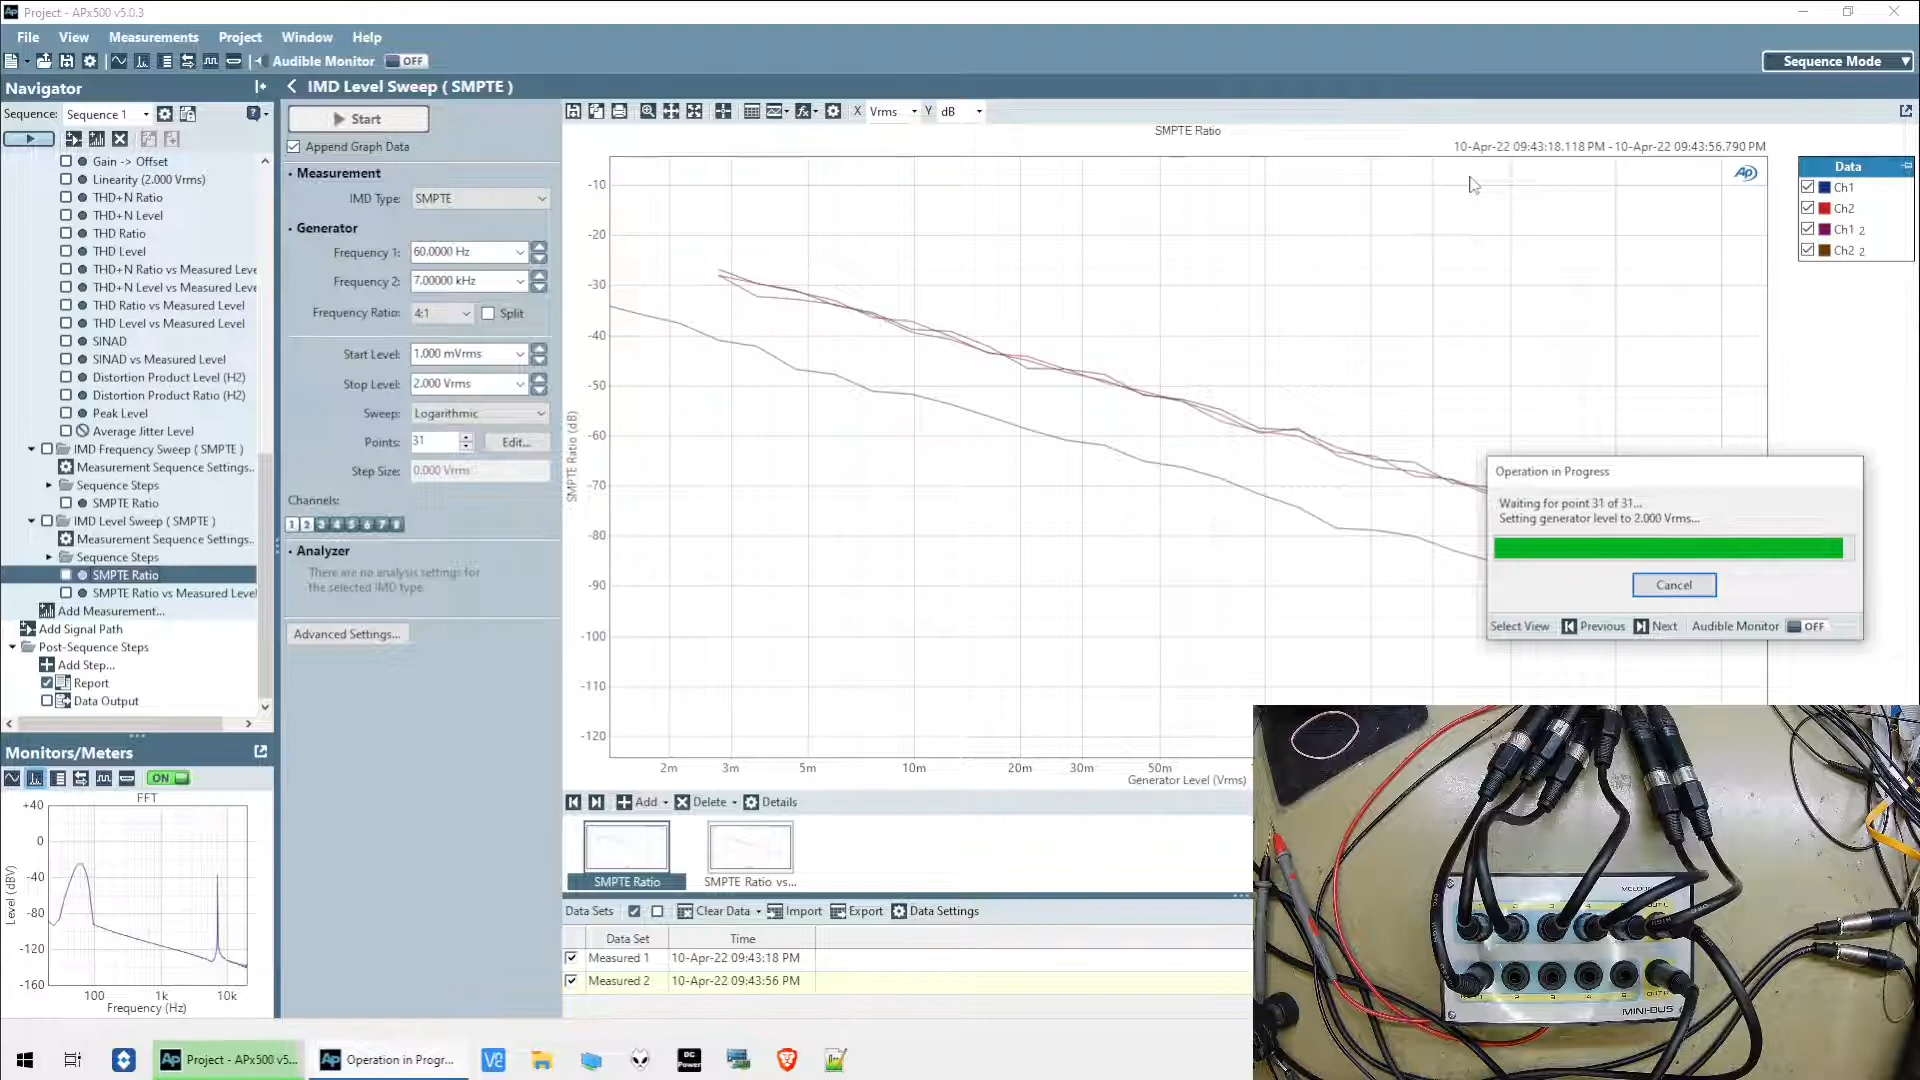 Project - APx500 v5.0.3
File View Measurements Project Window Help
Audible Monitor OFF
Sequence Mode
Navigator
Sequence: Sequence 1
Gain -> Offset
Linearity (2.000 Vrms)
THD+N Ratio
THD+N Level
THD Ratio
THD Level
THD+N Ratio vs Measured Leve
THD+N Level vs Measured Leve
THD Ratio vs Measured Level
THD Level vs Measured Level
SINAD
SINAD vs Measured Level
Distortion Product Level (H2)
Distortion Product Ratio (H2)
Peak Level
Average Jitter Level
IMD Frequency Sweep ( SMPTE )
Measurement Sequence Settings..
Sequence Steps
SMPTE Ratio
IMD Level Sweep ( SMPTE )
Measurement Sequence Settings..
Sequence Steps
SMPTE Ratio
SMPTE Ratio vs Measured Level
Add Measurement...
Add Signal Path
Post-Sequence Steps
Add Step...
Report
Data Output
Monitors/Meters
ON
FFT
+40
0
-40
-80
-120
-160
Level (dBV)
100 1k 10k
Frequency (Hz)
IMD Level Sweep ( SMPTE )
Start
Append Graph Data
Measurement
IMD Type: SMPTE
Generator
Frequency 1: 60.0000 Hz
Frequency 2: 7.00000 kHz
Frequency Ratio: 4:1 Split
Start Level: 1.000 mVrms
Stop Level: 2.000 Vrms
Sweep: Logarithmic
Points: 31 Edit...
Step Size: 0.000 Vrms
Channels:
1 2 3 4 5 6 7 8
Analyzer
There are no analysis settings for
the selected IMD type.
Advanced Settings...
X Vrms Y dB
SMPTE Ratio
10-Apr-22 09:43:18.118 PM - 10-Apr-22 09:43:56.790 PM
AP
-10
-20
-30
-40
-50
-60
-70
-80
-90
-100
-110
-120
SMPTE Ratio (dB)
2m 3m 5m 10m 20m 30m 50m
Generator Level (Vrms)
Data
Ch1
Ch2
Ch1 2
Ch2 2
Operation in Progress
Waiting for point 31 of 31...
Setting generator level to 2.000 Vrms...
Cancel
Select View Previous Next Audible Monitor OFF
Add Delete Details
SMPTE Ratio
SMPTE Ratio vs...
Data Sets Clear Data Import Export Data Settings
Data Set Time
Measured 1 10-Apr-22 09:43:18 PM
Measured 2 10-Apr-22 09:43:56 PM
MINI-BUS
Project - APx500 v5...
Operation in Progr...
DC Power